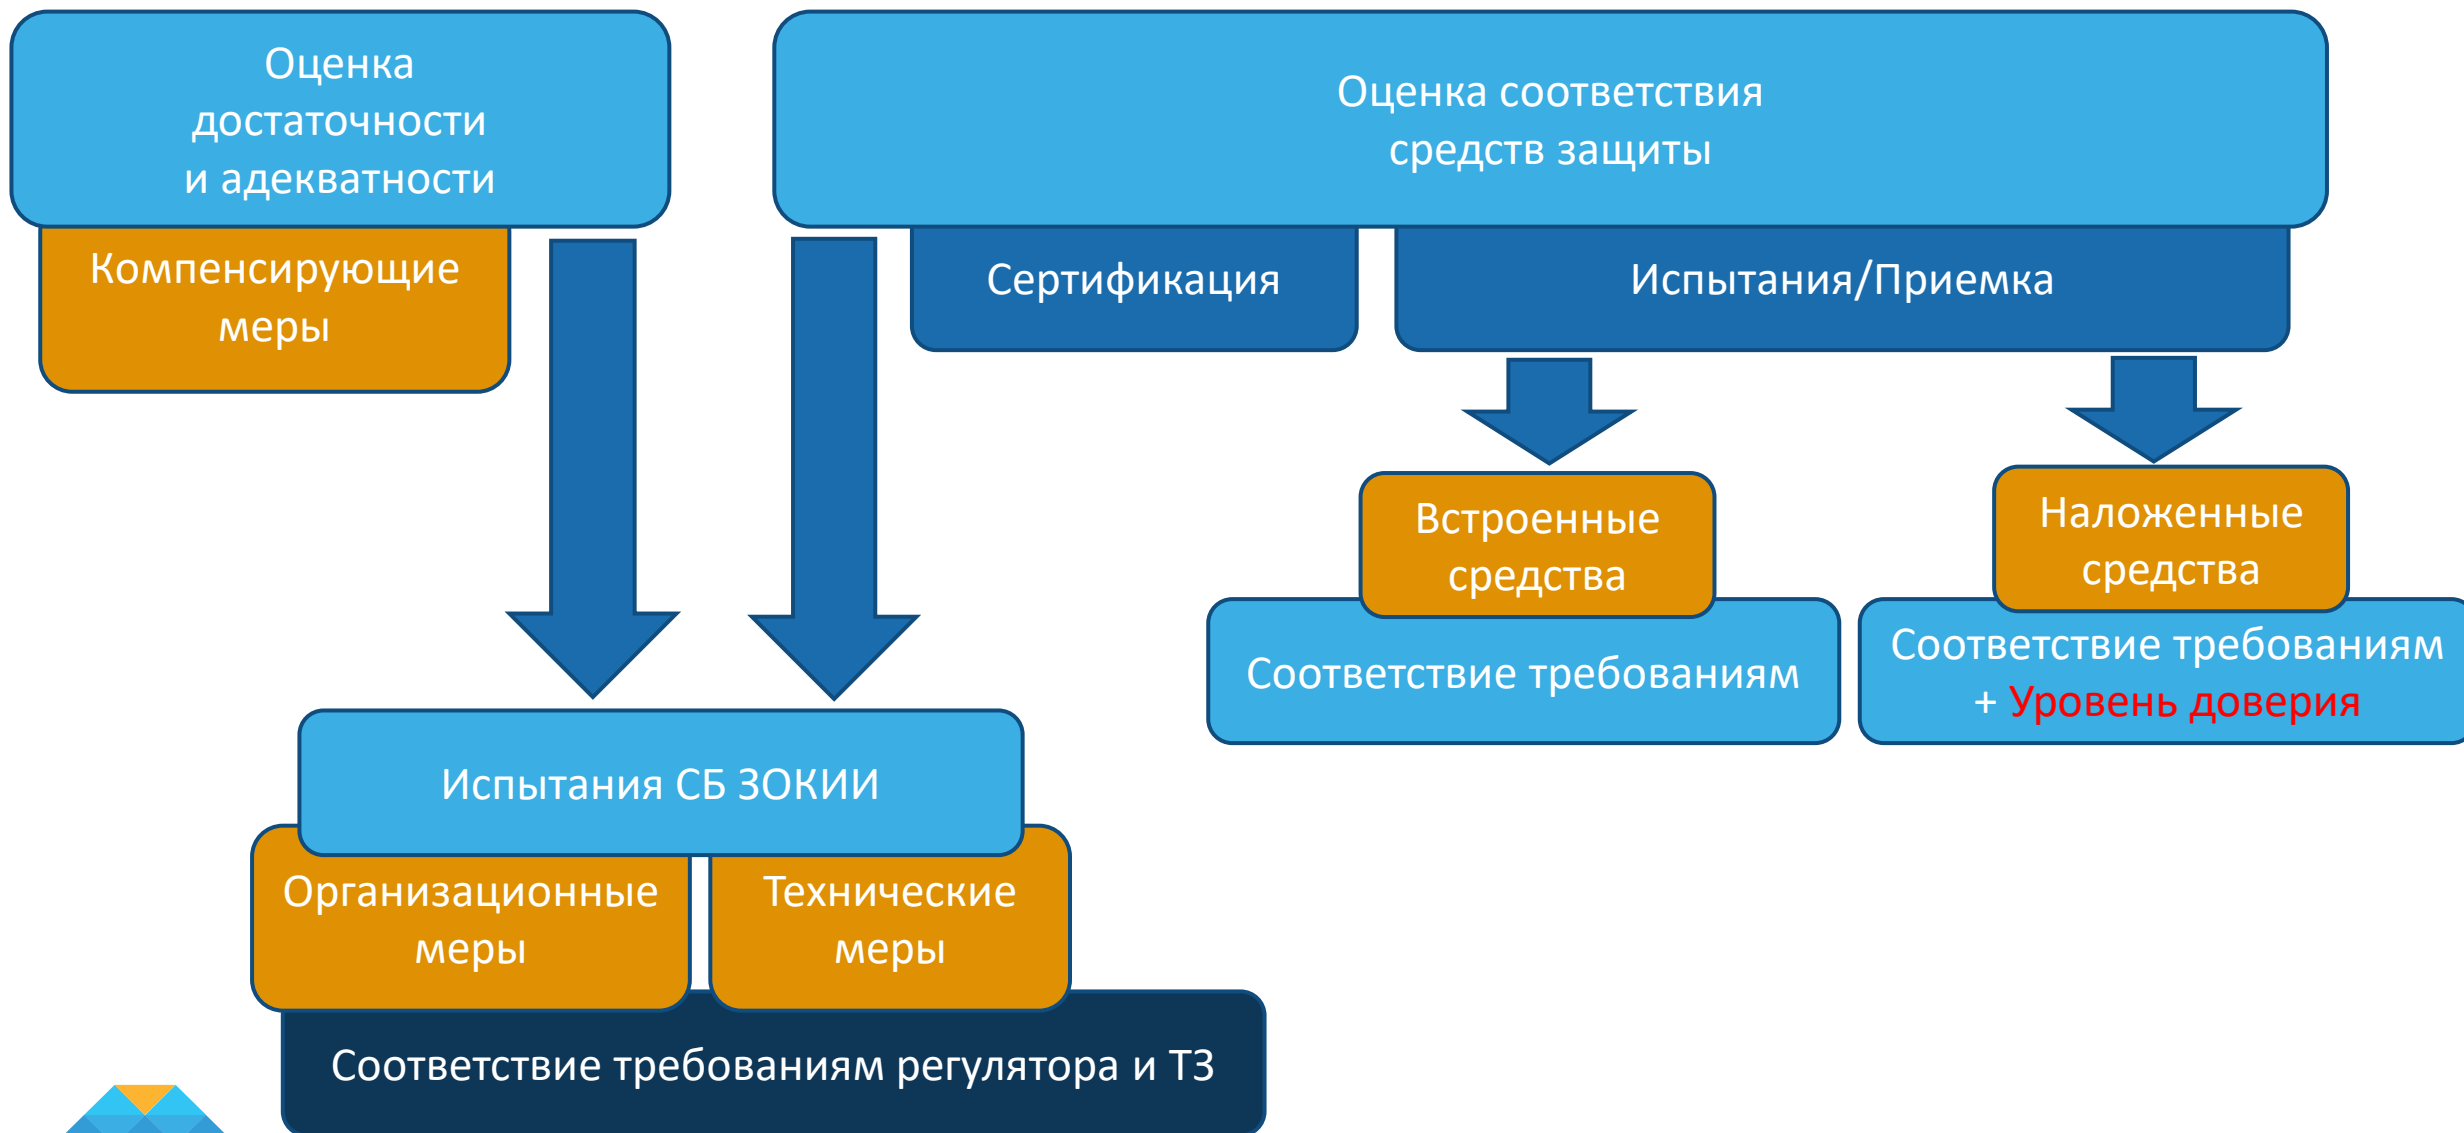 Оценка
достаточности
и адекватности
Компенсирующие
меры
Оценка соответствия
средств защиты
Сертификация
Испытания/Приемка
Встроенные
средства
Соответствие требованиям
Наложенные
средства
Соответствие требованиям
+ Уровень доверия
Испытания СБ ЗОКИИ
Организационные
меры
Технические
меры
Соответствие требованиям регулятора и ТЗ